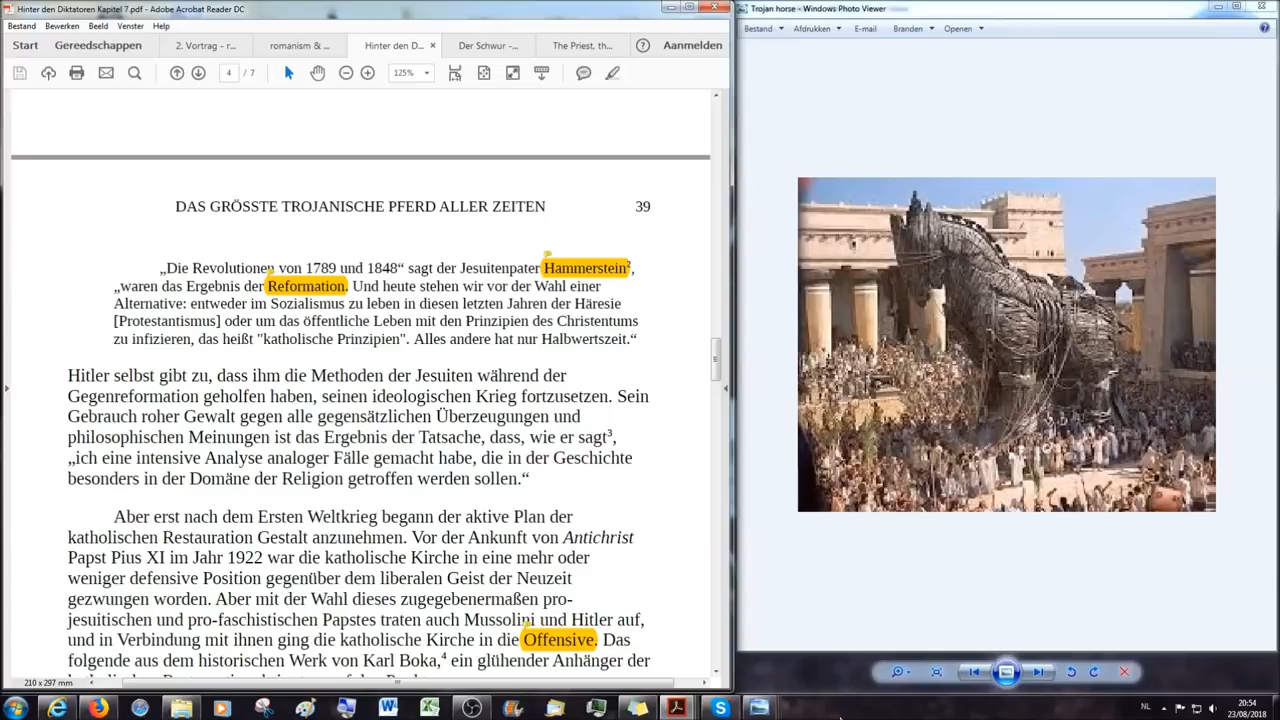 Hinter den Diktatoren Kapitel 7.pdf - Adobe Acrobat Reader DC
Bestand Bewerken Beeld Venster Help
Start Gereedschappen 2. Vortrag - r... romanism & ... Hinter den D... × Der Schwur -... The Priest, th... Aanmelden
4 / 7 125%
DAS GRÖSSTE TROJANISCHE PFERD ALLER ZEITEN 39
„Die Revolutionen von 1789 und 1848“ sagt der Jesuitenpater Hammerstein²,
„waren das Ergebnis der Reformation. Und heute stehen wir vor der Wahl einer
Alternative: entweder im Sozialismus zu leben in diesen letzten Jahren der Häresie
[Protestantismus] oder um das öffentliche Leben mit den Prinzipien des Christentums
zu infizieren, das heißt "katholische Prinzipien". Alles andere hat nur Halbwertszeit.“
Hitler selbst gibt zu, dass ihm die Methoden der Jesuiten während der
Gegenreformation geholfen haben, seinen ideologischen Krieg fortzusetzen. Sein
Gebrauch roher Gewalt gegen alle gegensätzlichen Überzeugungen und
philosophischen Meinungen ist das Ergebnis der Tatsache, dass, wie er sagt³,
„ich eine intensive Analyse analoger Fälle gemacht habe, die in der Geschichte
besonders in der Domäne der Religion getroffen werden sollen.“
Aber erst nach dem Ersten Weltkrieg begann der aktive Plan der
katholischen Restauration Gestalt anzunehmen. Vor der Ankunft von Antichrist
Papst Pius XI im Jahr 1922 war die katholische Kirche in eine mehr oder
weniger defensive Position gegenüber dem liberalen Geist der Neuzeit
gezwungen worden. Aber mit der Wahl dieses zugegebenermaßen pro-
jesuitischen und pro-faschistischen Papstes traten auch Mussolini und Hitler auf,
und in Verbindung mit ihnen ging die katholische Kirche in die Offensive. Das
folgende aus dem historischen Werk von Karl Boka,⁴ ein glühender Anhänger der
210 x 297 mm
Trojan horse - Windows Photo Viewer
Bestand Afdrukken E-mail Branden Openen
NL
20:54
23/08/2018